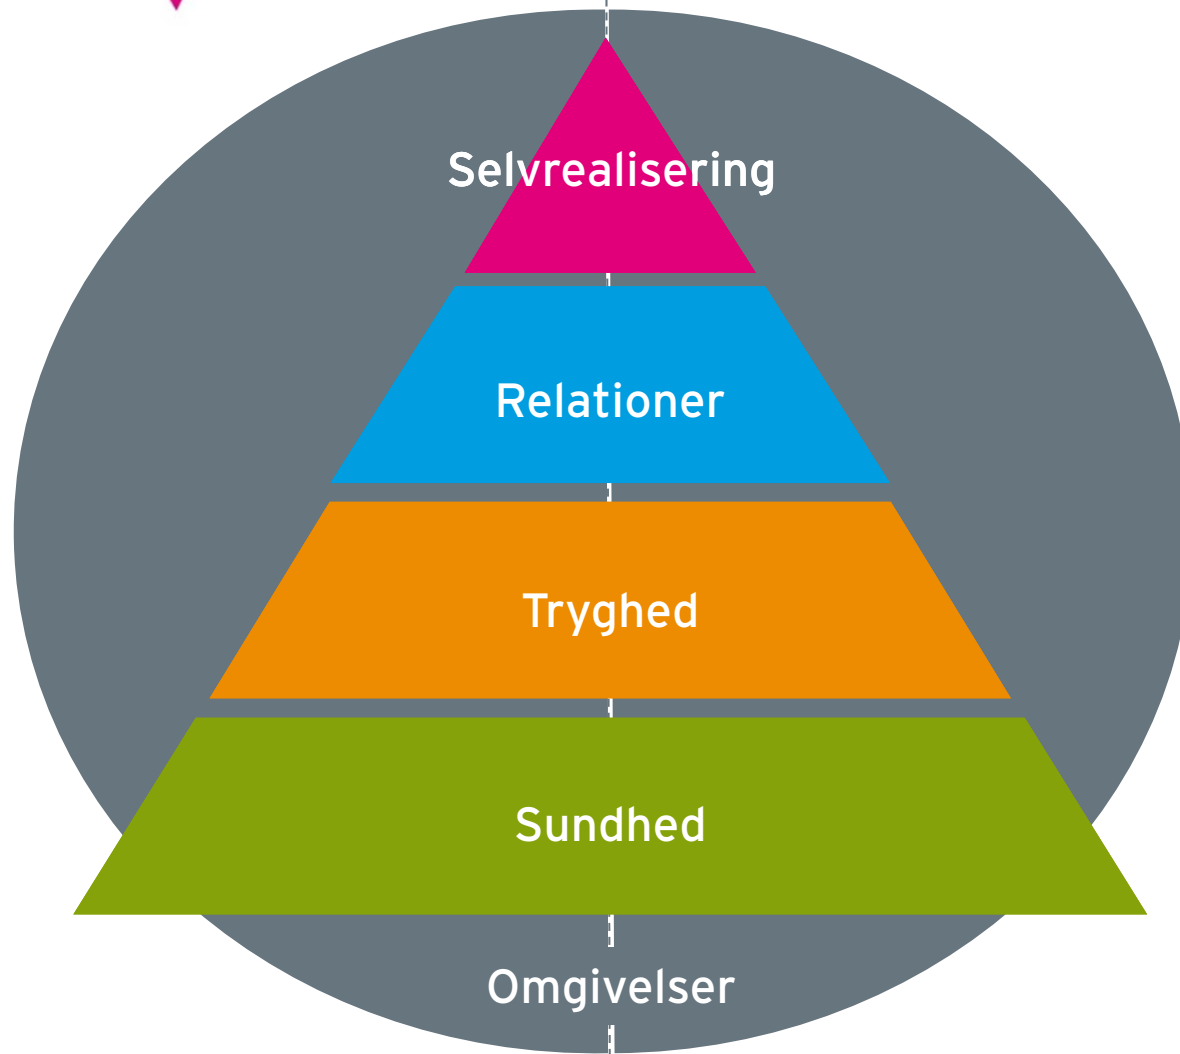 Selvrealisering
Relationer
Tryghed
Sundhed
Omgivelser